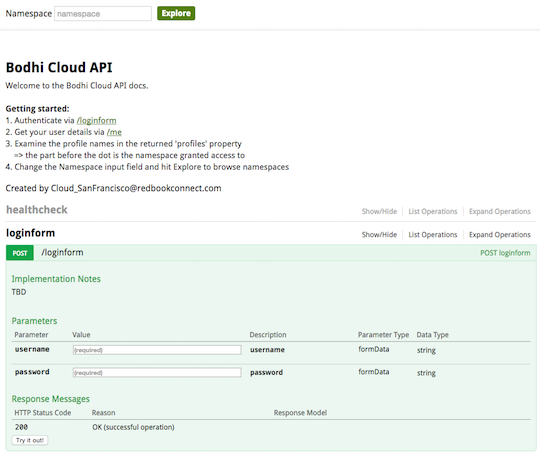 Namespace namespace Explore
Bodhi Cloud API
Welcome to the Bodhi Cloud API docs.
Getting started:
1. Authenticate via /loginform
2. Get your user details via /me
3. Examine the profile names in the returned 'profiles' property
=> the part before the dot is the namespace granted access to
4. Change the Namespace input field and hit Explore to browse namespaces
Created by Cloud_SanFrancisco@redbookconnect.com
healthcheck Show/Hide List Operations Expand Operations
loginform Show/Hide List Operations Expand Operations
POST /loginform POST loginform
Implementation Notes
TBD
Parameters
Parameter Value Description Parameter Type Data Type
username (required) username formData string
password (required) password formData string
Response Messages
HTTP Status Code Reason Response Model
200 OK (successful operation)
Try it out!